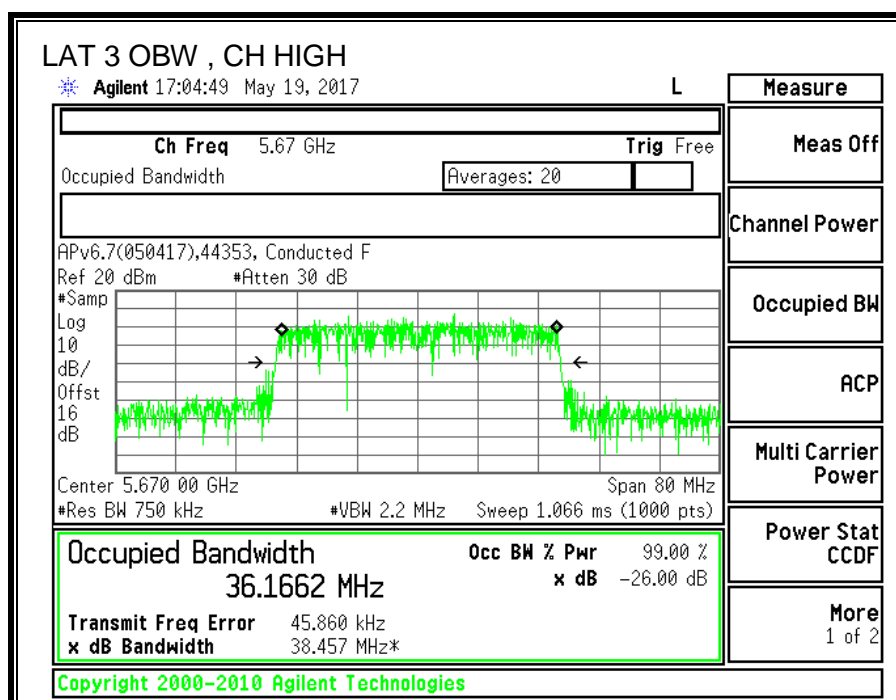 LAT 3 OBW , CH HIGH
Agilent 17:04:49 May 19, 2017 L
Measure
Ch Freq 5.67 GHz Trig Free
Meas Off
Occupied Bandwidth Averages: 20
Channel Power
APv6.7(050417),44353, Conducted F
Ref 20 dBm #Atten 30 dB
#Samp
Log
10
dB/
Offst
16
dB
Occupied BW
ACP
Multi Carrier
Power
Center 5.670 00 GHz Span 80 MHz
#Res BW 750 kHz #VBW 2.2 MHz Sweep 1.066 ms (1000 pts)
Power Stat
CCDF
Occupied Bandwidth Occ BW % Pwr 99.00 %
36.1662 MHz x dB -26.00 dB
Transmit Freq Error 45.860 kHz
x dB Bandwidth 38.457 MHz*
More
1 of 2
Copyright 2000-2010 Agilent Technologies